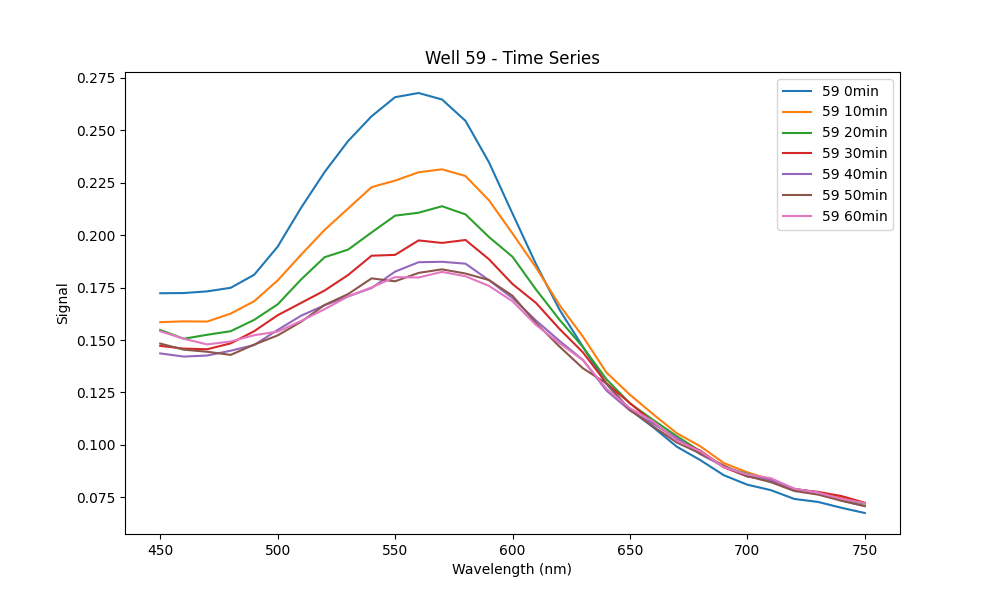 Well 59 - Time Series
Signal
0.275
0.250
0.225
0.200
0.175
0.150
0.125
0.100
0.075
59 0min
59 10min
59 20min
59 30min
59 40min
59 50min
59 60min
450 500 550 600 650 700 750
Wavelength (nm)